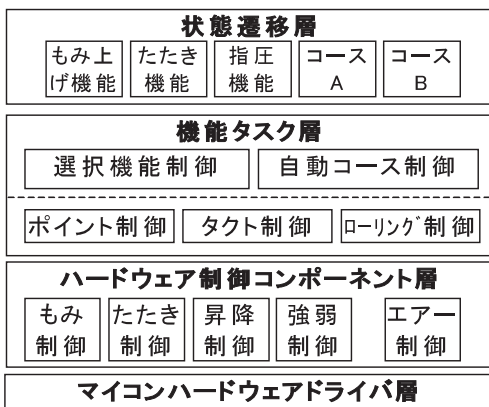 状態遷移層
もみ上げ機能
たたき機能
指圧機能
コースA
コースB
機能タスク層
選択機能制御
自動コース制御
ポイント制御
タクト制御
ローリング制御
ハードウェア制御コンポーネント層
もみ制御
たたき制御
昇降制御
強弱制御
エアー制御
マイコンハードウェアドライバ層